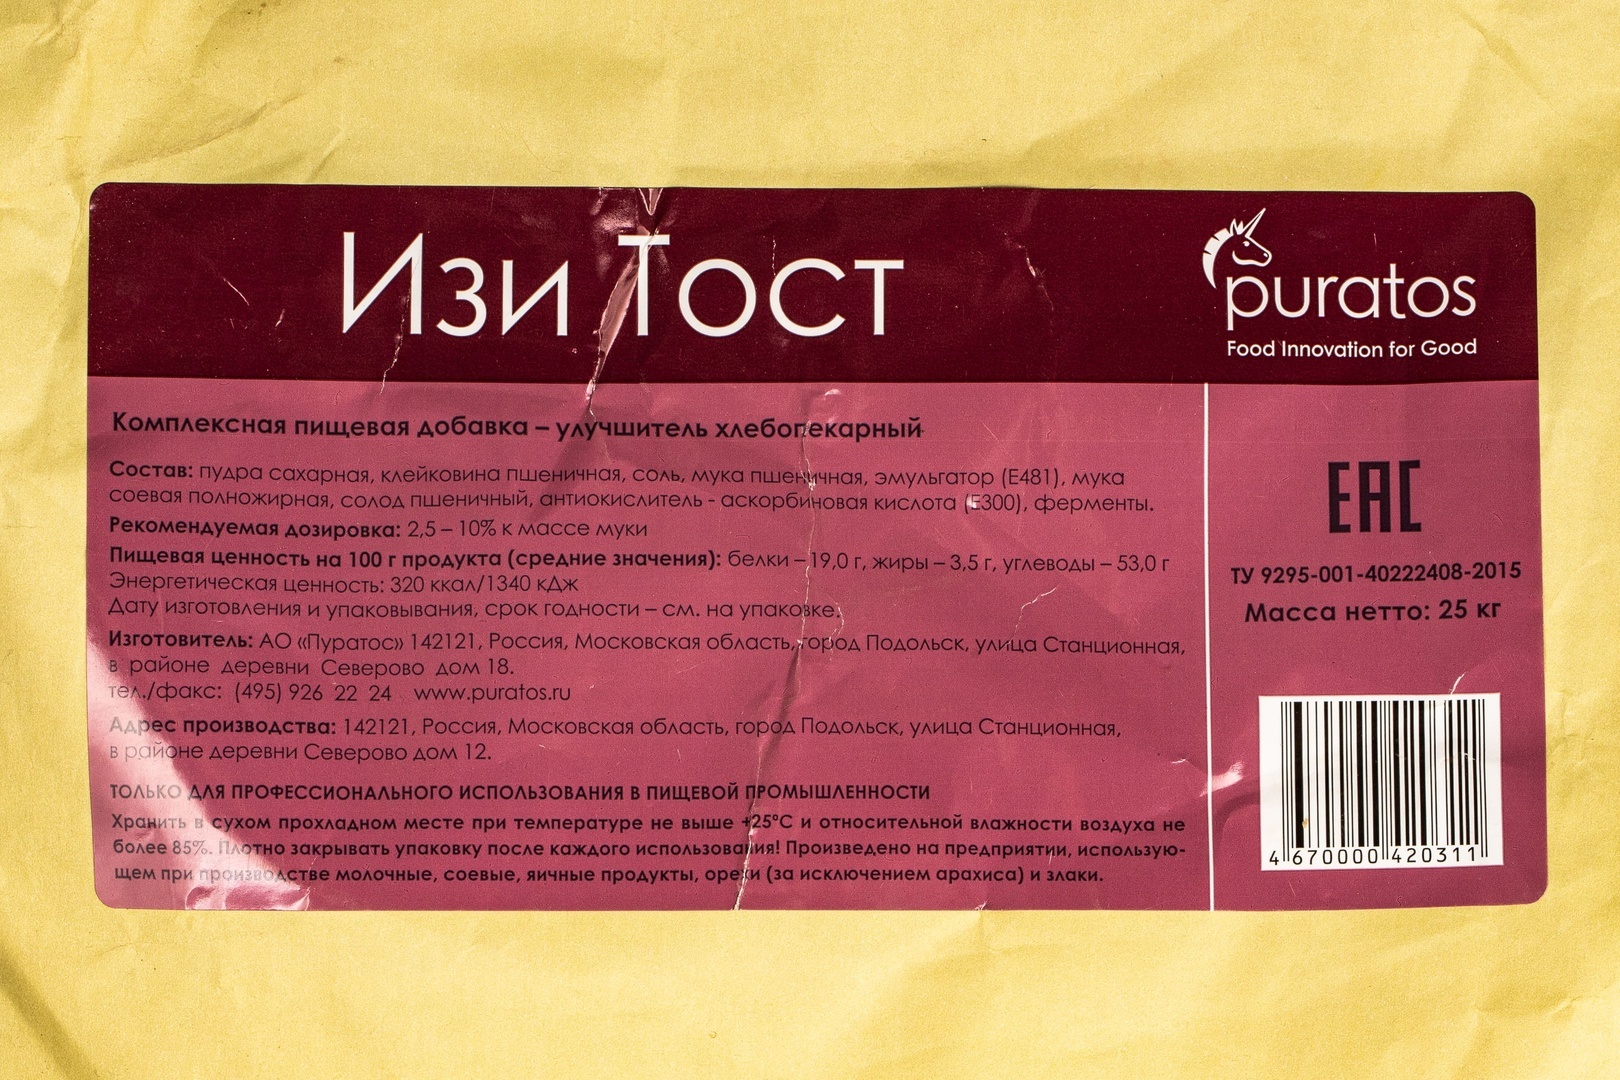 Изи Тост
puratos
Food Innovation for Good
Комплексная пищевая добавка – улучшитель хлебопекарный
Состав: пудра сахарная, клейковина пшеничная, соль, мука пшеничная, эмульгатор (Е481), мука
соевая полножирная, солод пшеничный, антиокислитель - аскорбиновая кислота (Е300), ферменты.
Рекомендуемая дозировка: 2,5 – 10% к массе муки
Пищевая ценность на 100 г продукта (средние значения): белки – 19,0 г, жиры – 3,5 г, углеводы – 53,0 г
Энергетическая ценность: 320 ккал/1340 кДж
Дату изготовления и упаковывания, срок годности – см. на упаковке.
Изготовитель: АО «Пуратос» 142121, Россия, Московская область, город Подольск, улица Станционная,
в районе деревни Северово дом 18.
тел./факс: (495) 926 22 24 www.puratos.ru
Адрес производства: 142121, Россия, Московская область, город Подольск, улица Станционная,
в районе деревни Северово дом 12.
ТОЛЬКО ДЛЯ ПРОФЕССИОНАЛЬНОГО ИСПОЛЬЗОВАНИЯ В ПИЩЕВОЙ ПРОМЫШЛЕННОСТИ
Хранить в сухом прохладном месте при температуре не выше +25°С и относительной влажности воздуха не
более 85%. Плотно закрывать упаковку после каждого использования! Произведено на предприятии, использую-
щем при производстве молочные, соевые, яичные продукты, орехи (за исключением арахиса) и злаки.
ЕАС
ТУ 9295-001-40222408-2015
Масса нетто: 25 кг
4 670000 420311